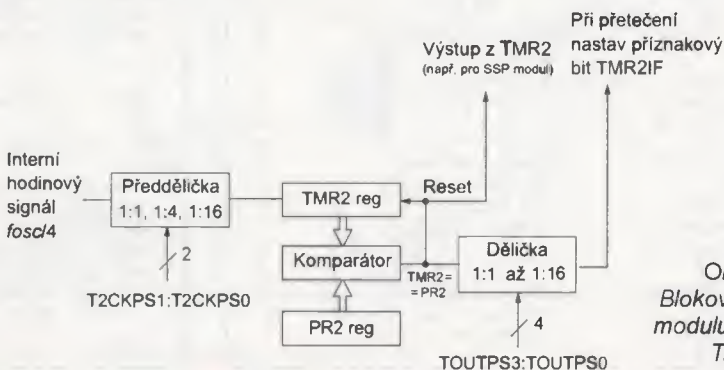 Při přetečení
nastav příznakový
bit TMR2IF
Výstup z TMR2
(např. pro SSP modul)
Interní
hodinový
signál
fosc/4
Předdělička
1:1, 1:4, 1:16
2
T2CKPS1:T2CKPS0
TMR2 reg
Reset
Komparátor
TMR2=
= PR2
PR2 reg
Dělička
1:1 až 1:16
4
TOUTPS3:TOUTPS0
Blokov
modulu